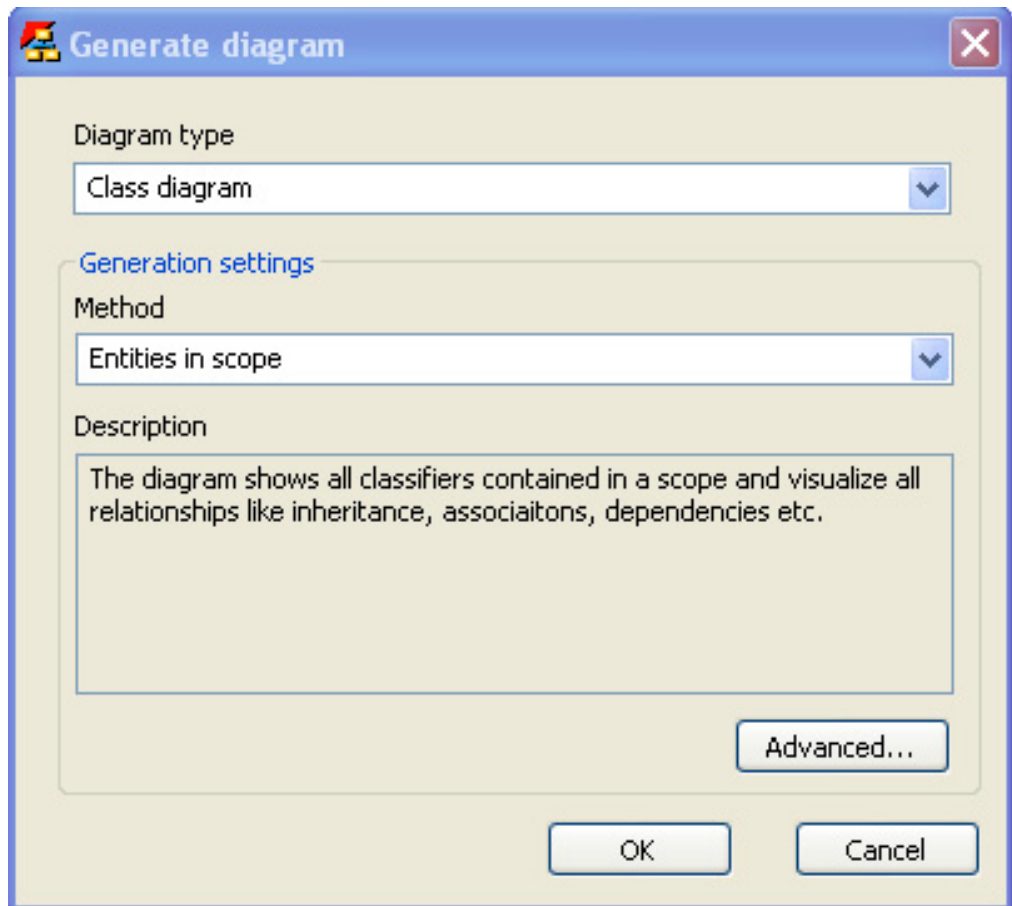 Generate diagram
Diagram type
Class diagram
Generation settings
Method
Entities in scope
Description
The diagram shows all classifiers contained in a scope and visualize all
relationships like inheritance, associaitons, dependencies etc.
Advanced...
OK
Cancel